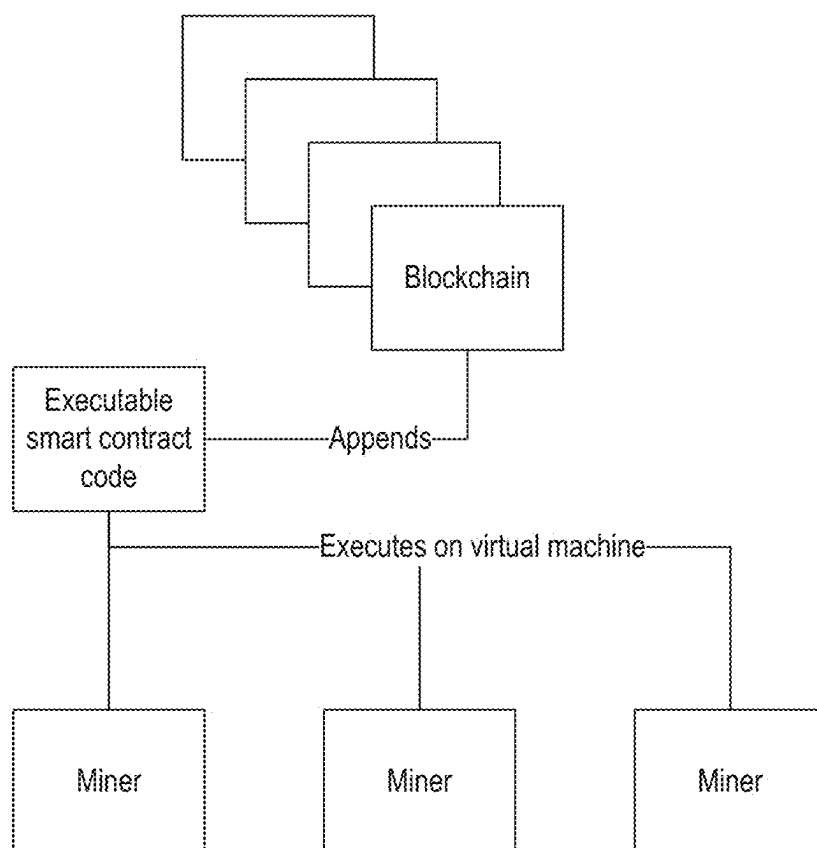 Blockchain
Executable
smart contract
code
Appends
Executes on virtual machine
Miner
Miner
Miner